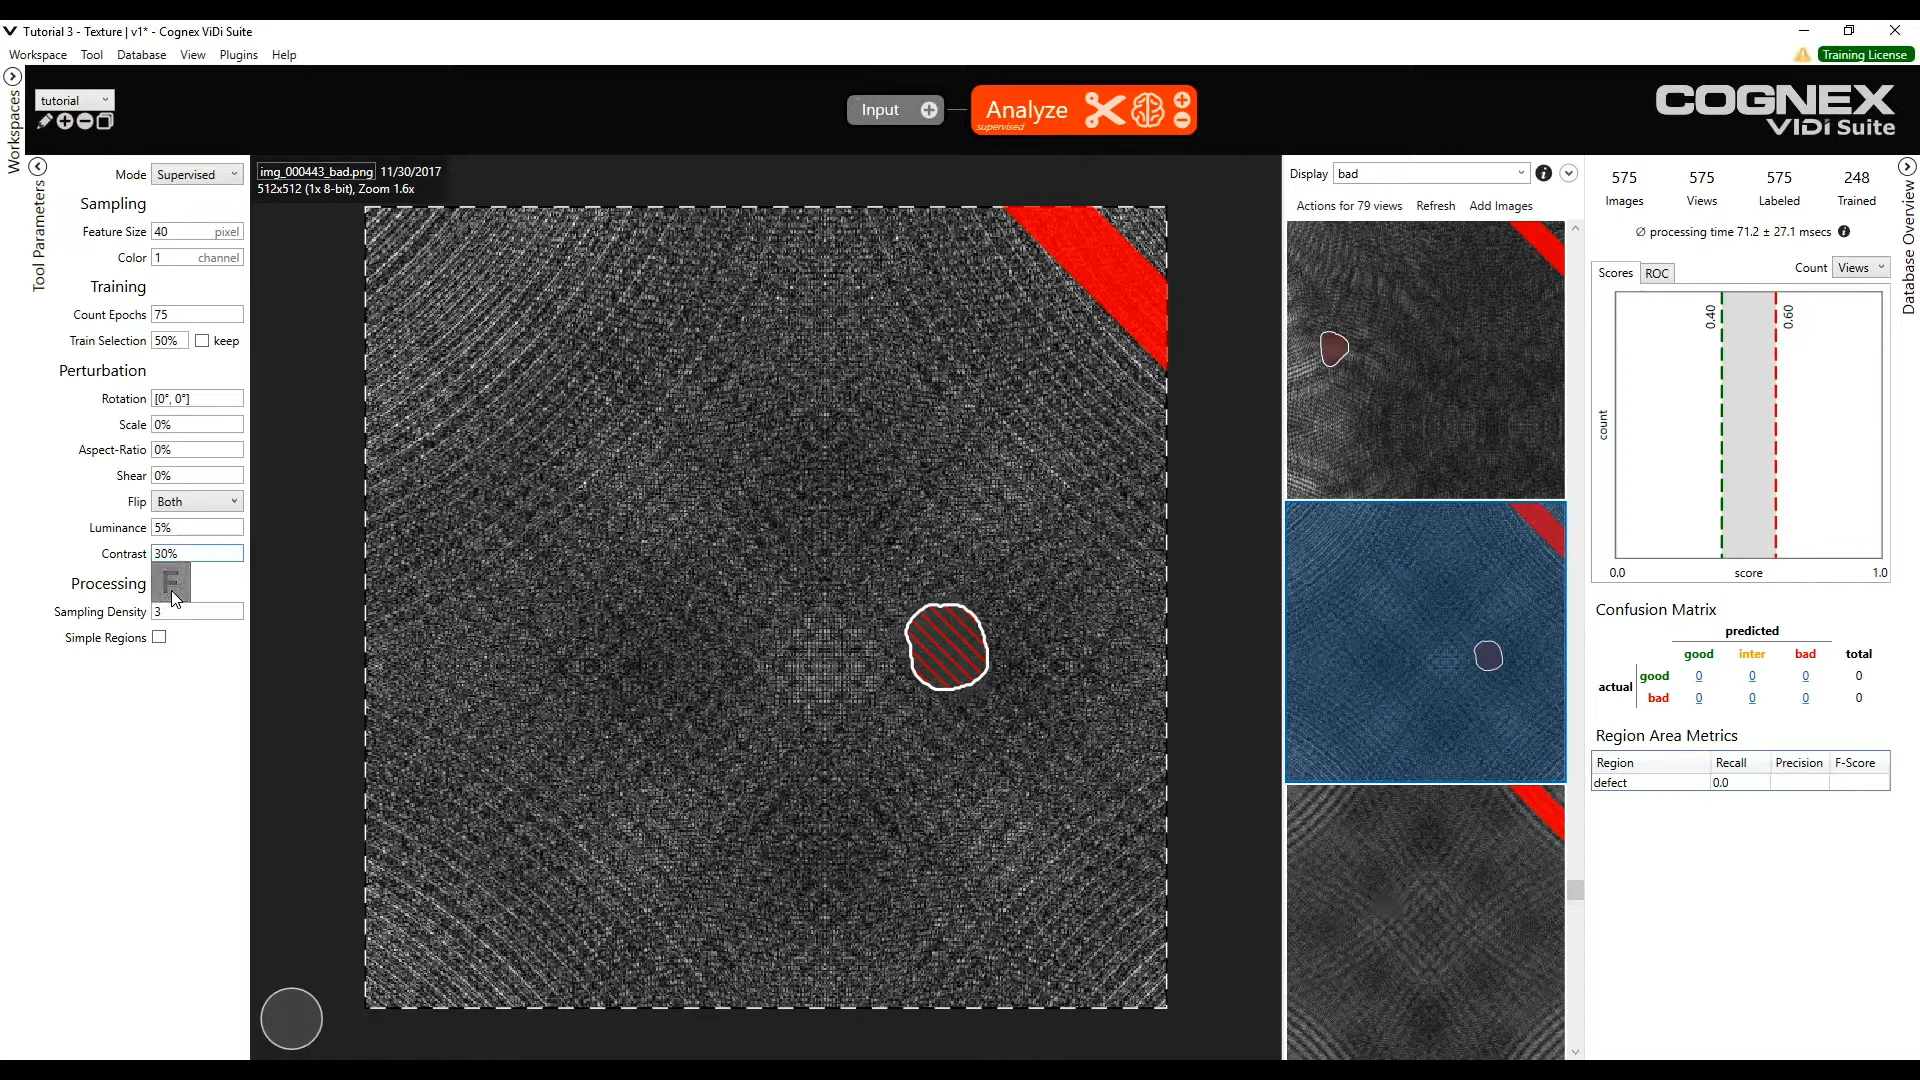 Tutorial 3 - Texture | v1* - Cognex ViDi Suite
Workspace Tool Database View Plugins Help
Training License
Workspaces
tutorial
Input
Analyze
supervised
COGNEX
ViDi Suite
Tool Parameters
Mode Supervised
Sampling
Feature Size 40 pixel
Color 1 channel
Training
Count Epochs 75
Train Selection 50% keep
Perturbation
Rotation [0°, 0°]
Scale 0%
Aspect-Ratio 0%
Shear 0%
Flip Both
Luminance 5%
Contrast 30%
Processing
F
Sampling Density 3
Simple Regions
img_000443_bad.png 11/30/2017
512x512 (1x 8-bit), Zoom 1.6x
Display bad
Actions for 79 views Refresh Add Images
575 575 575 248
Images Views Labeled Trained
Ø processing time 71.2 ± 27.1 msecs
Scores ROC Count Views
0.40 0.60
count
0.0 score 1.0
Confusion Matrix
predicted
good inter bad total
actual
good 0 0 0 0
bad 0 0 0 0
Region Area Metrics
Region Recall Precision F-Score
defect 0.0
Database Overview